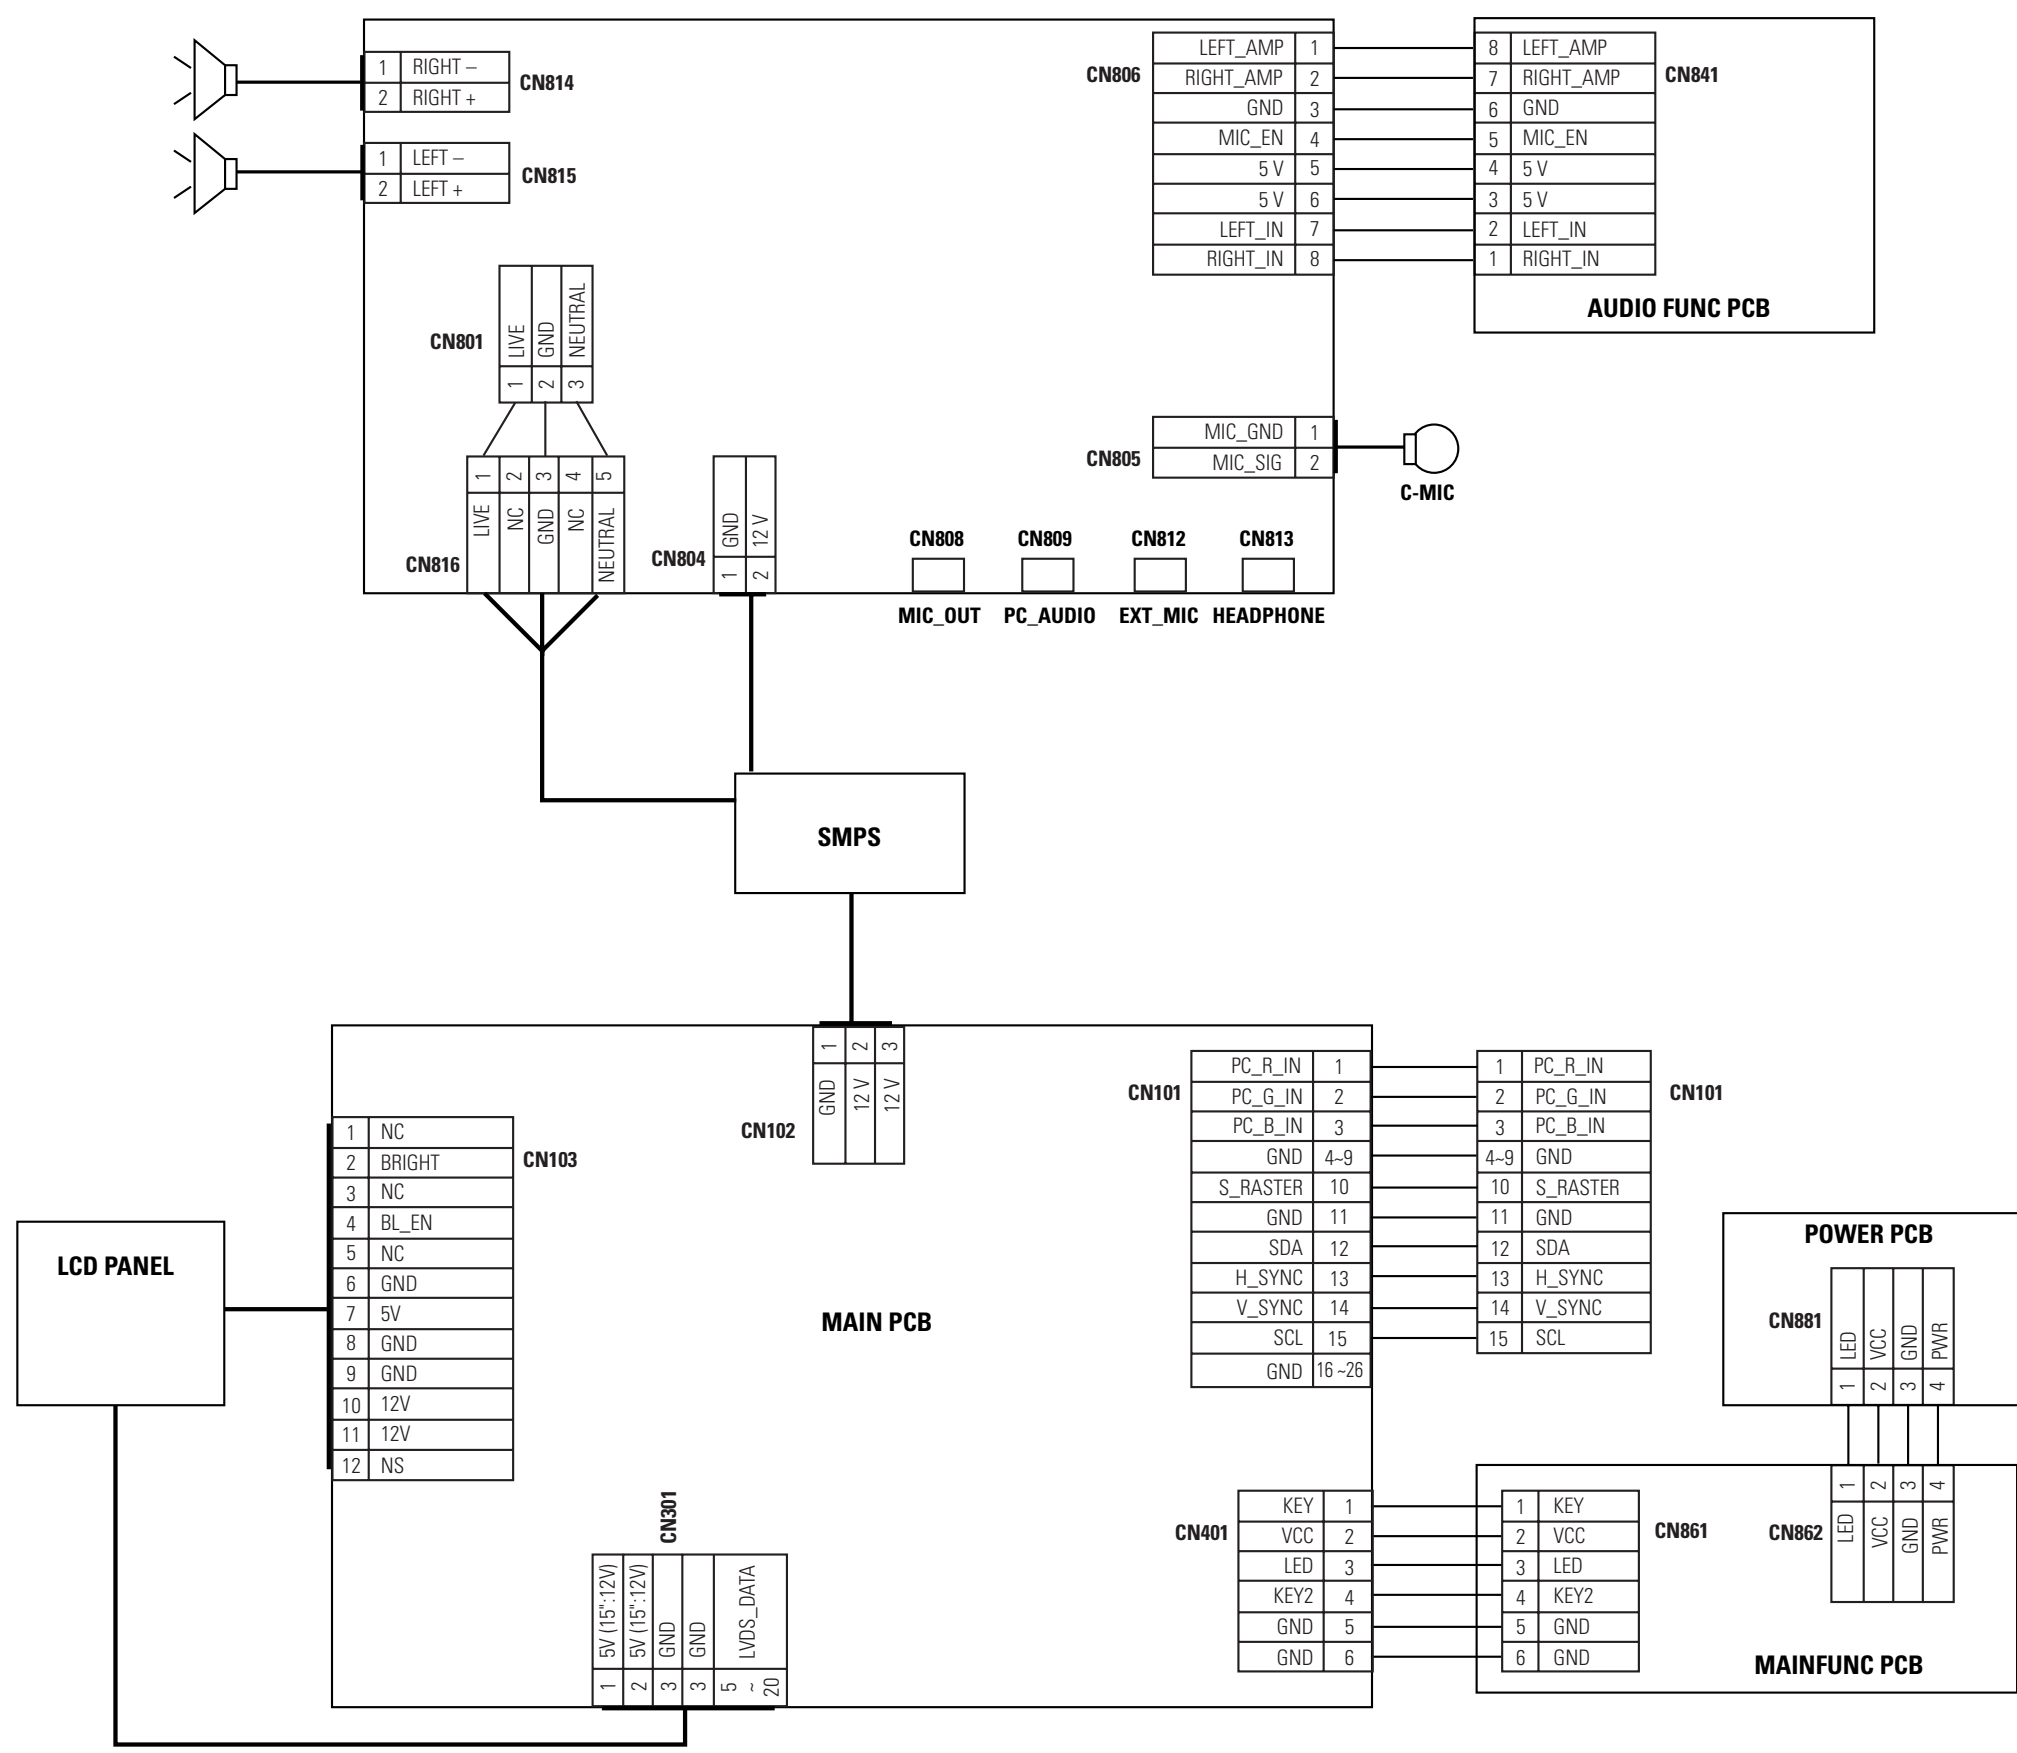 1 RIGHT –
2 RIGHT +
CN814
1 LEFT –
2 LEFT +
CN815
CN806
LEFT_AMP 1
RIGHT_AMP 2
GND 3
MIC_EN 4
5 V 5
5 V 6
LEFT_IN 7
RIGHT_IN 8
8 LEFT_AMP
7 RIGHT_AMP
6 GND
5 MIC_EN
4 5 V
3 5 V
2 LEFT_IN
1 RIGHT_IN
CN841
AUDIO FUNC PCB
CN801
LIVE 1
GND 2
NEUTRAL 3
CN816
1 LIVE
2 NC
3 GND
4 NC
5 NEUTRAL
CN804
GND 1
12 V 2
CN805
MIC_GND 1
MIC_SIG 2
C-MIC
CN808
CN809
CN812
CN813
MIC_OUT
PC_AUDIO
EXT_MIC
HEADPHONE
SMPS
CN102
1 GND
2 12 V
3 12 V
LCD PANEL
1 NC
2 BRIGHT
3 NC
4 BL_EN
5 NC
6 GND
7 5V
8 GND
9 GND
10 12V
11 12V
12 NS
CN103
MAIN PCB
CN101
PC_R_IN 1
PC_G_IN 2
PC_B_IN 3
GND 4~9
S_RASTER 10
GND 11
SDA 12
H_SYNC 13
V_SYNC 14
SCL 15
GND 16 ~26
1 PC_R_IN
2 PC_G_IN
3 PC_B_IN
4~9 GND
10 S_RASTER
11 GND
12 SDA
13 H_SYNC
14 V_SYNC
15 SCL
CN101
POWER PCB
CN881
LED 1
VCC 2
GND 3
PWR 4
CN301
5V (15":12V) 1
5V (15":12V) 2
GND 3
GND 3
LVDS_DATA 5 ~ 20
CN401
KEY 1
VCC 2
LED 3
KEY2 4
GND 5
GND 6
1 KEY
2 VCC
3 LED
4 KEY2
5 GND
6 GND
CN861
CN862
1 LED
2 VCC
3 GND
4 PWR
MAINFUNC PCB